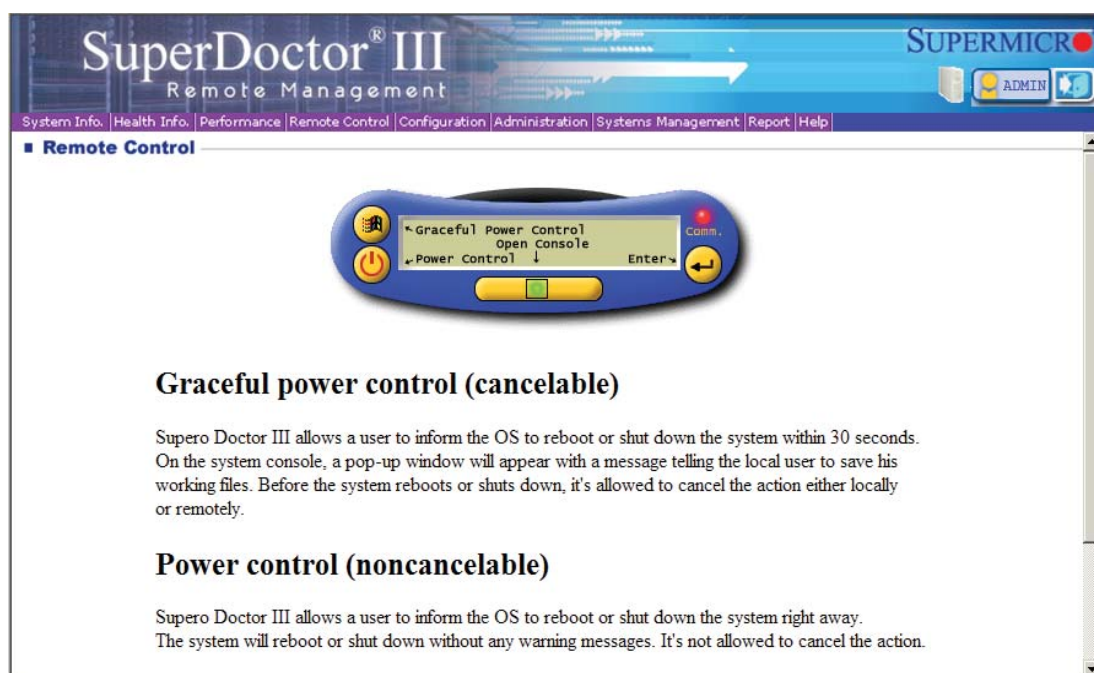 SuperDoctor® III
Remote Management
SUPERMICR
ADMIN
System Info. Health Info. Performance Remote Control Configuration Administration Systems Management Report Help
Remote Control
Graceful Power Control
Open Console
Power Control ↓ Enter
Comm.
Graceful power control (cancelable)
Supero Doctor III allows a user to inform the OS to reboot or shut down the system within 30 seconds.
On the system console, a pop-up window will appear with a message telling the local user to save his
working files. Before the system reboots or shuts down, it's allowed to cancel the action either locally
or remotely.
Power control (noncancelable)
Supero Doctor III allows a user to inform the OS to reboot or shut down the system right away.
The system will reboot or shut down without any warning messages. It's not allowed to cancel the action.